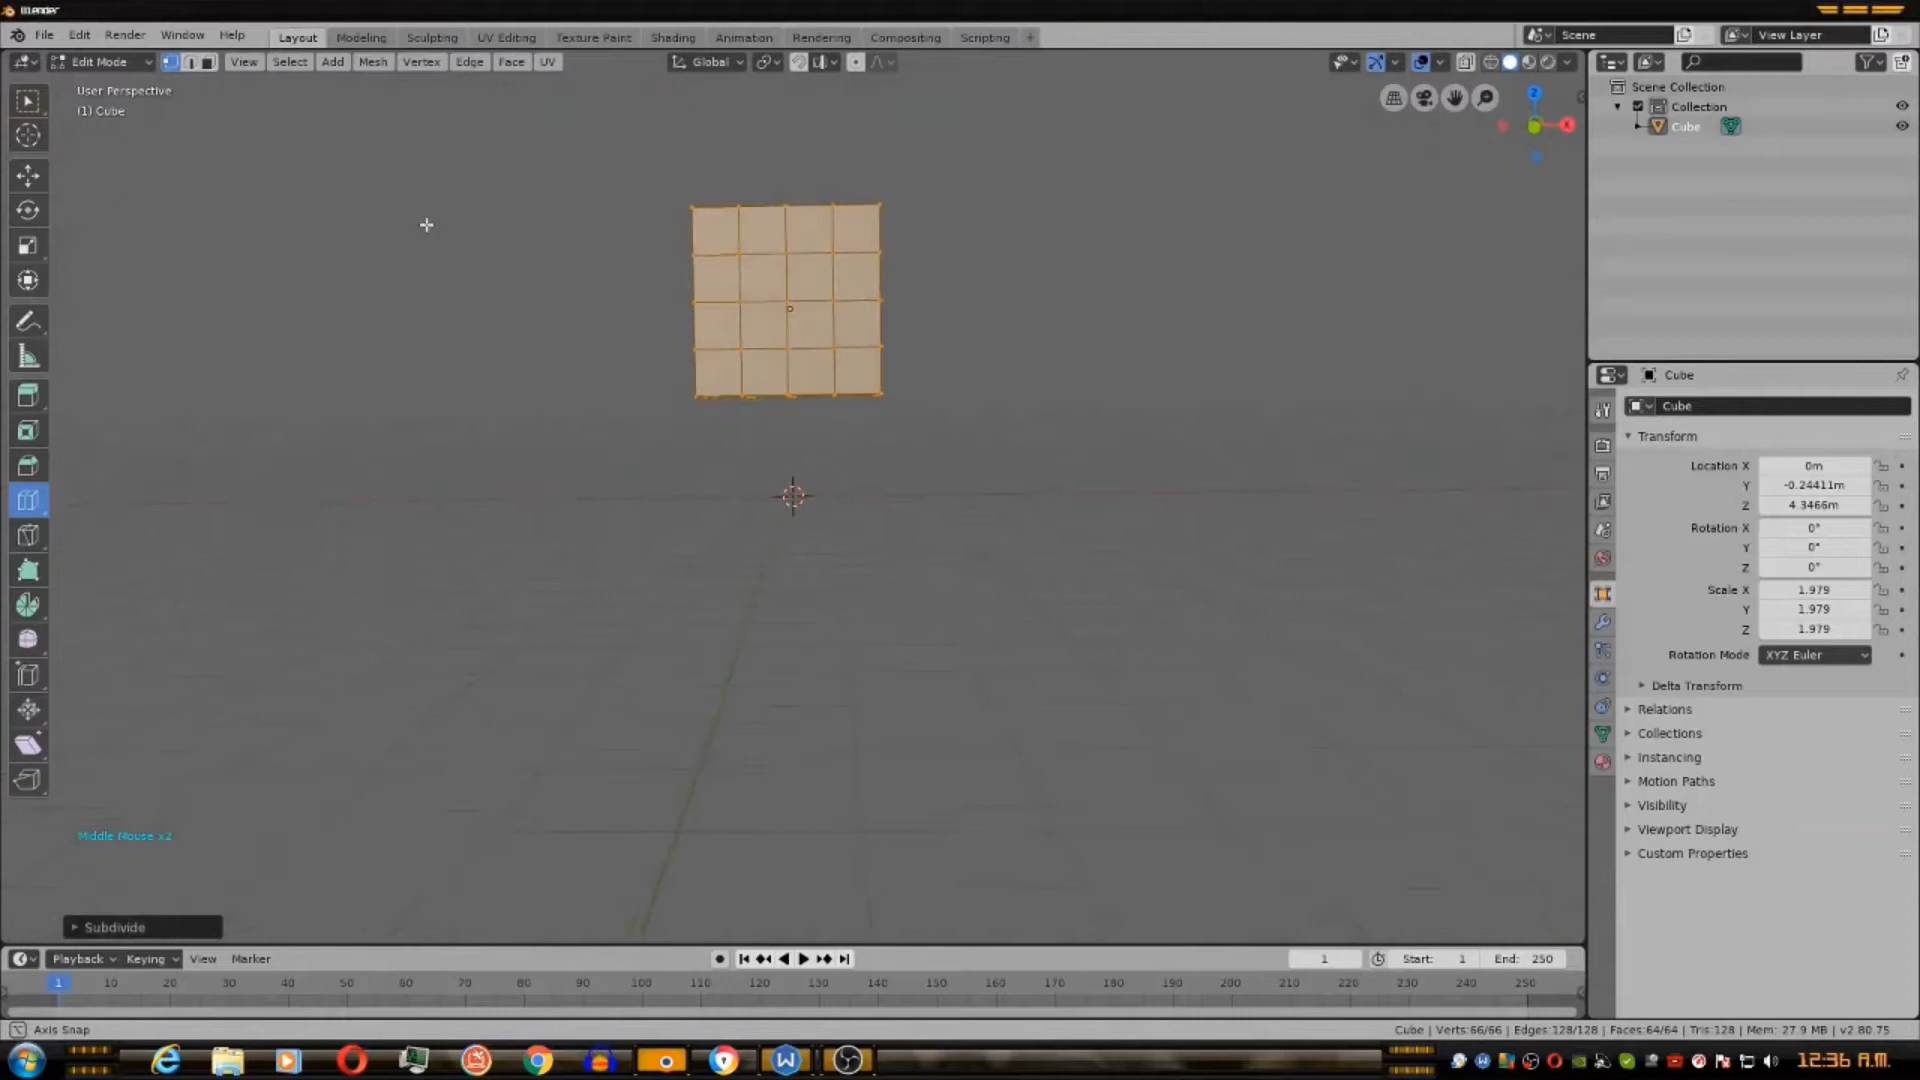 Blender
File Edit Render Window Help Layout Modeling Sculpting UV Editing Texture Paint Shading Animation Rendering Compositing Scripting + Scene View Layer
Edit Mode View Select Add Mesh Vertex Edge Face UV Global
User Perspective
(1) Cube
Z
X
Scene Collection
Collection
Cube
Cube
Cube
Transform
Location X 0m
Y -0.24411m
Z 4.3466m
Rotation X 0°
Y 0°
Z 0°
Scale X 1.979
Y 1.979
Z 1.979
Rotation Mode XYZ Euler
Delta Transform
Relations
Collections
Instancing
Motion Paths
Visibility
Viewport Display
Custom Properties
Middle Mouse x2
Subdivide
Playback Keying View Marker 1 Start: 1 End: 250
1 10 20 30 40 50 60 70 80 90 100 110 120 130 140 150 160 170 180 190 200 210 220 230 240 250
Axis Snap Cube | Verts:66/66 | Edges:128/128 | Faces:64/64 | Tris:128 | Mem: 27.9 MB | v2 80.75
12:36 A.M.